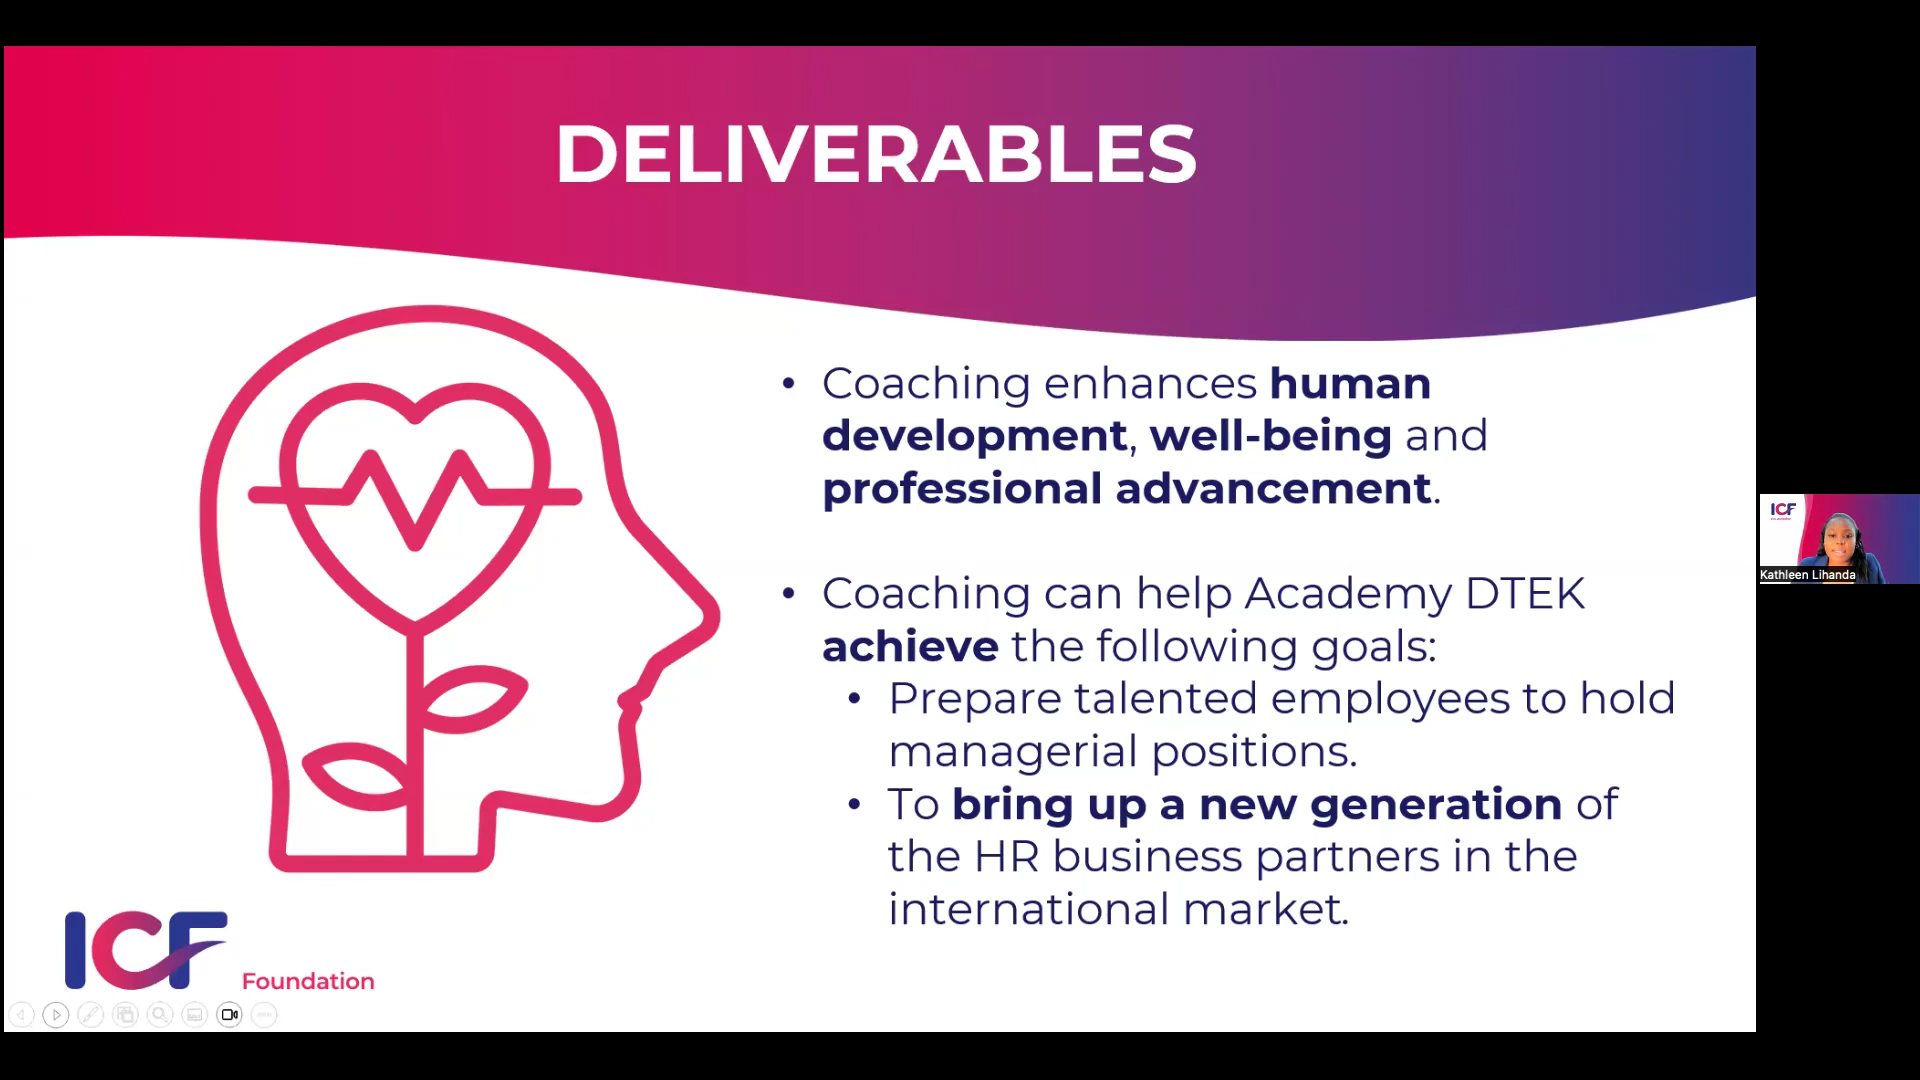 DELIVERABLES
• Coaching enhances human
development, well-being and
professional advancement.
• Coaching can help Academy DTEK
achieve the following goals:
• Prepare talented employees to hold
managerial positions.
• To bring up a new generation of
the HR business partners in the
international market.
ICF
Foundation
ICF
Kathleen Lihanda